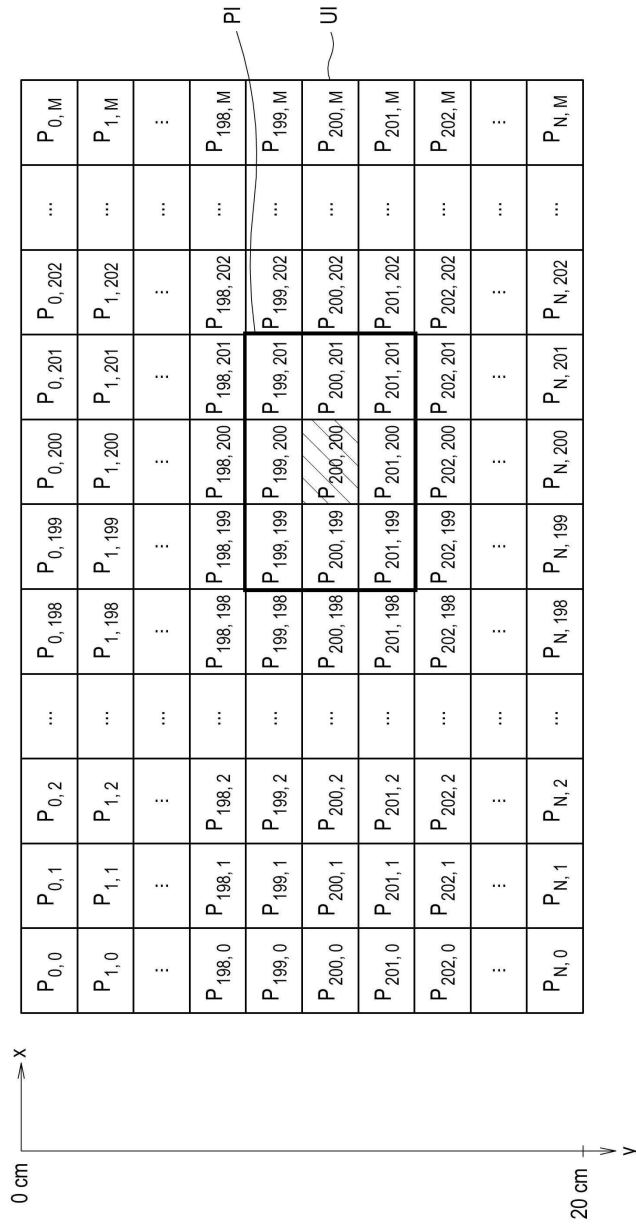 0 cm
x
y
20 cm
P0, 0 P0, 1 P0, 2 ... P0, 198 P0, 199 P0, 200 P0, 201 P0, 202 ... P0, M
P1, 0 P1, 1 P1, 2 ... P1, 198 P1, 199 P1, 200 P1, 201 P1, 202 ... P1, M
⋮ ⋮ ⋮ ... ⋮ ⋮ ⋮ ⋮ ⋮ ... ⋮
P198, 0 P198, 1 P198, 2 ... P198, 198 P198, 199 P198, 200 P198, 201 P198, 202 ... P198, M
P199, 0 P199, 1 P199, 2 ... P199, 198 P199, 199 P199, 200 P199, 201 P199, 202 ... P199, M
P200, 0 P200, 1 P200, 2 ... P200, 198 P200, 199 P200, 200 P200, 201 P200, 202 ... P200, M
P201, 0 P201, 1 P201, 2 ... P201, 198 P201, 199 P201, 200 P201, 201 P201, 202 ... P201, M
P202, 0 P202, 1 P202, 2 ... P202, 198 P202, 199 P202, 200 P202, 201 P202, 202 ... P202, M
⋮ ⋮ ⋮ ... ⋮ ⋮ ⋮ ⋮ ⋮ ... ⋮
PN, 0 PN, 1 PN, 2 ... PN, 198 PN, 199 PN, 200 PN, 201 PN, 202 ... PN, M
PI
UI